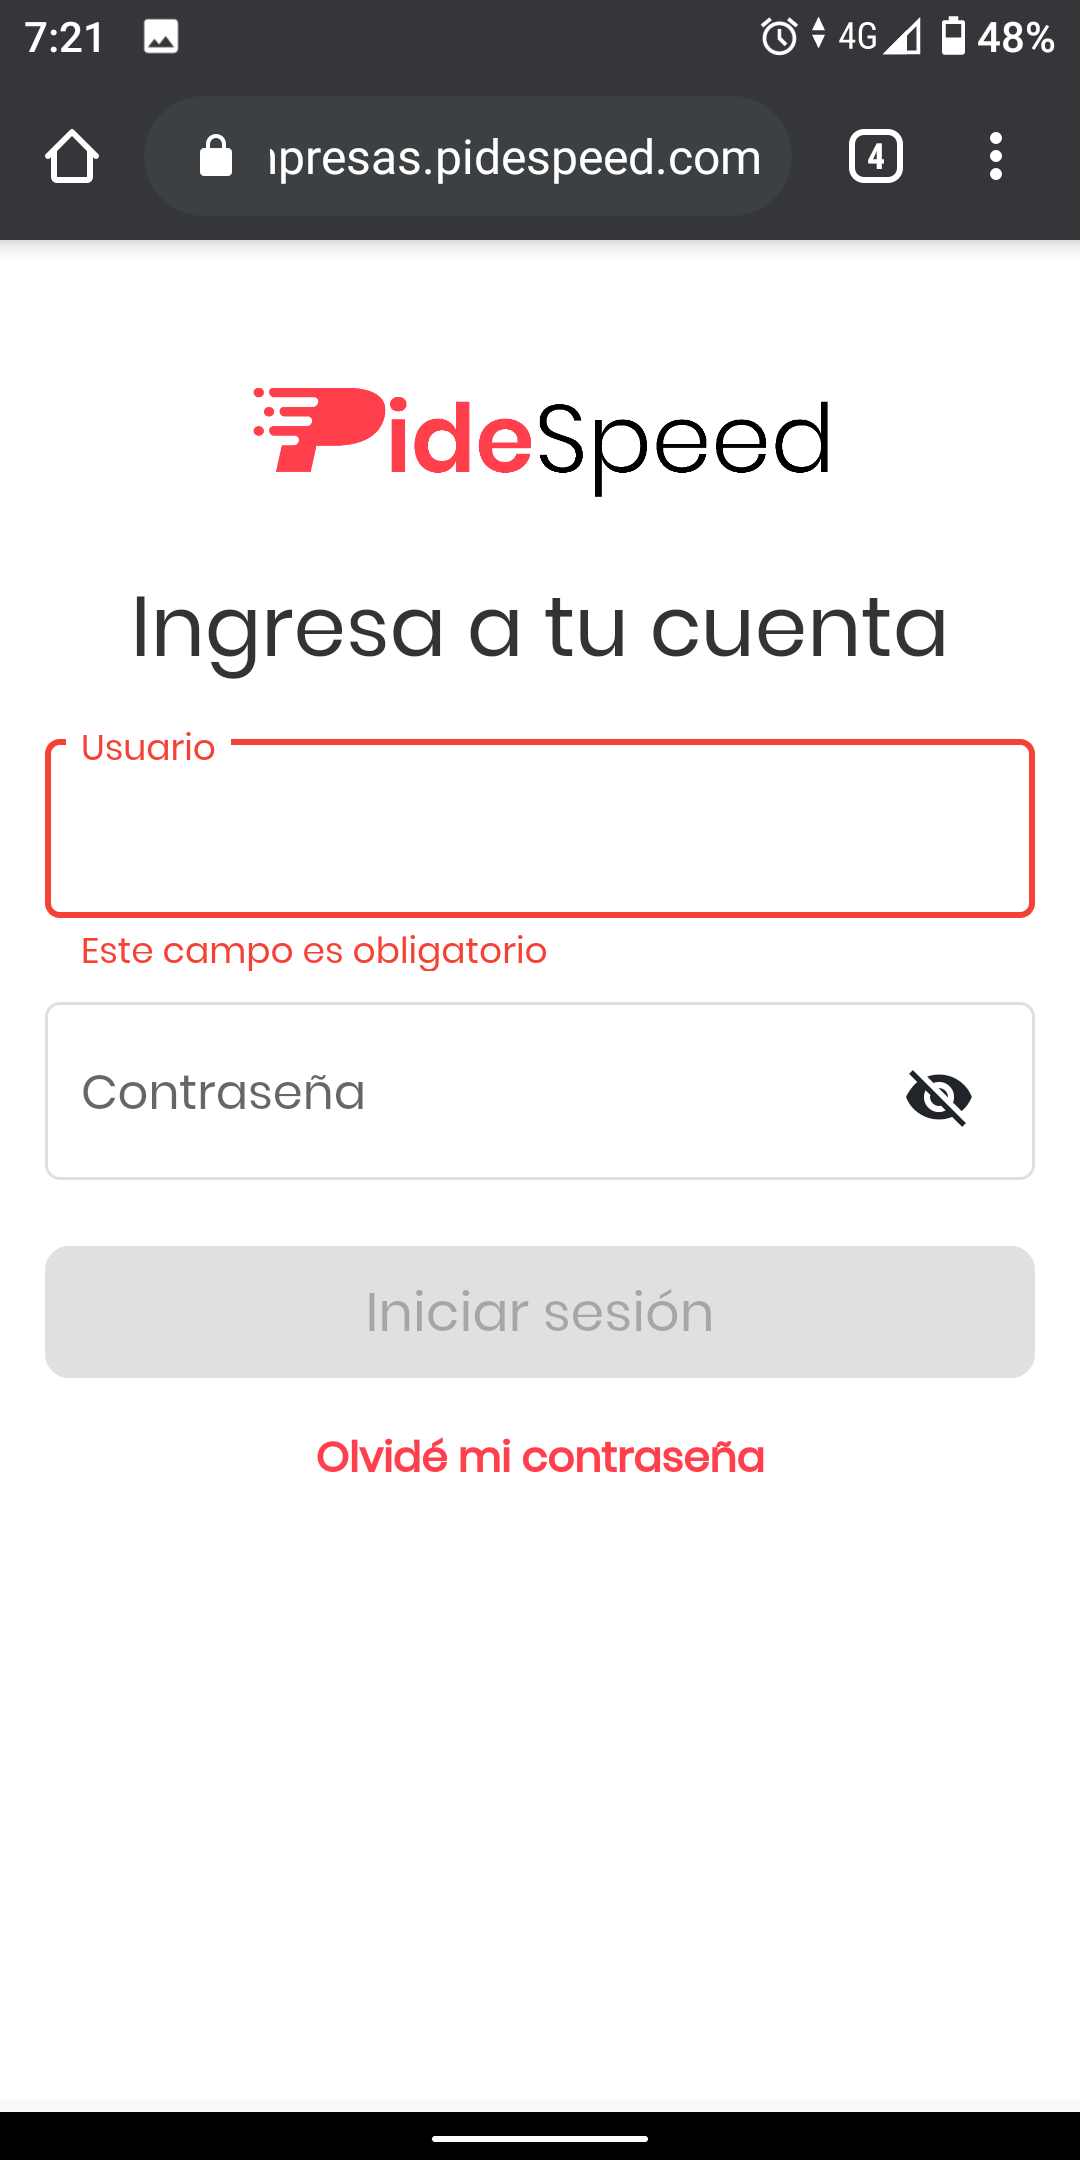 7:21
4G
48%
presas.pidespeed.com
4
PideSpeed
Ingresa a tu cuenta
Usuario
Este campo es obligatorio
Contraseña
Iniciar sesión
Olvidé mi contraseña